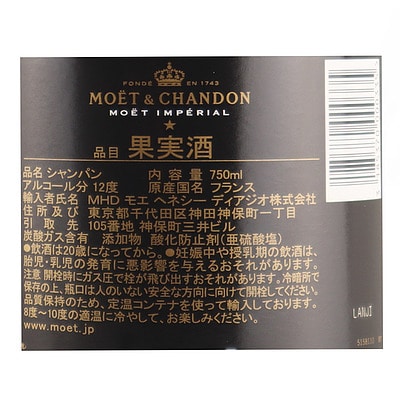 FONDÉ EN 1743
MOËT & CHANDON
MOËT IMPÉRIAL
品目 果実酒
品名 シャンパン 内容量 750ml
アルコール分 12度 原産国名 フランス
輸入者氏名 MHD モエ ヘネシー ディアジオ株式会社
住所及び 東京都千代田区神田神保町一丁目
引取先 105番地 神保町三井ビル
炭酸ガス含有 添加物 酸化防止剤(亜硫酸塩)
●飲酒は20歳になってから。●妊娠中や授乳期の飲酒は、
胎児・乳児の発育に悪影響を与えるおそれがあります。
注意 開栓時にガス圧で栓が飛び出すおそれがあります。冷暗所で
保存の上、瓶口は人のいない安全な方向に向けて開栓してください。
品質保持のため、定温コンテナを使って輸入しております。
8度〜10度の適温に冷やして、お楽しみください。
www.moet.jp
LANJI